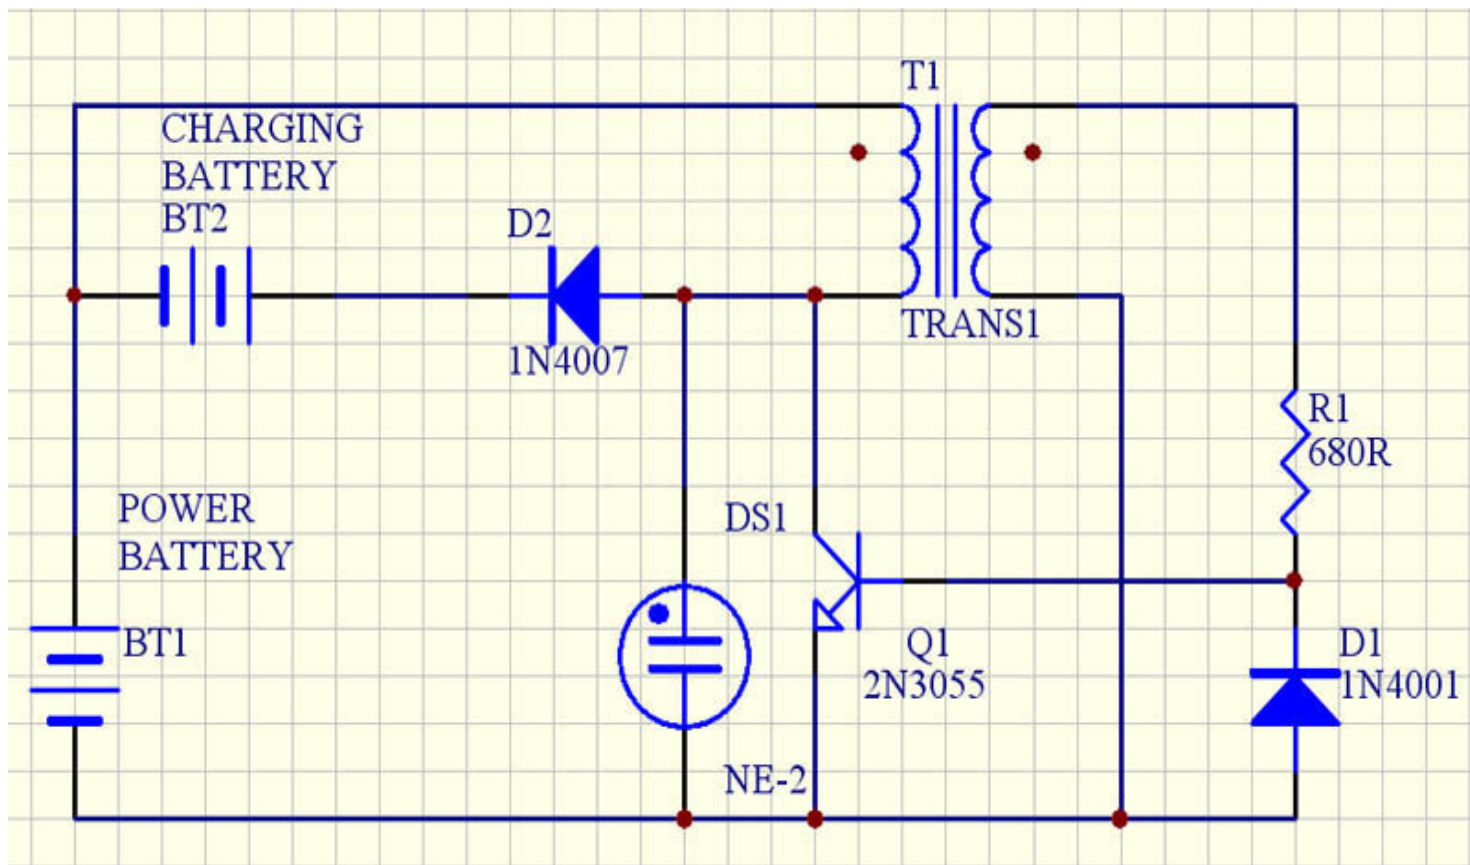 T1
CHARGING
BATTERY
BT2
D2
1N4007
TRANS1
R1
680R
POWER
BATTERY
DS1
BT1
Q1
2N3055
D1
1N4001
NE-2